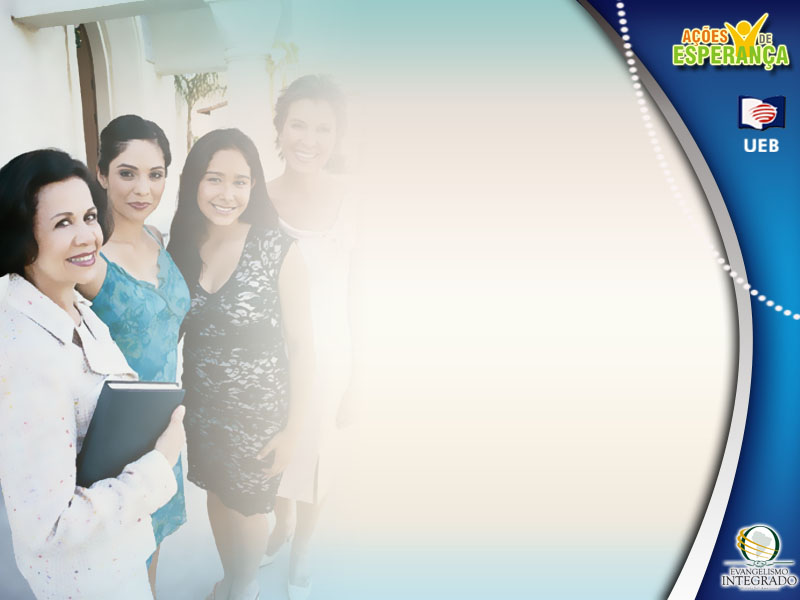 AÇÕES DE
ESPERANÇA
UEB
EVANGELISMO
INTEGRADO